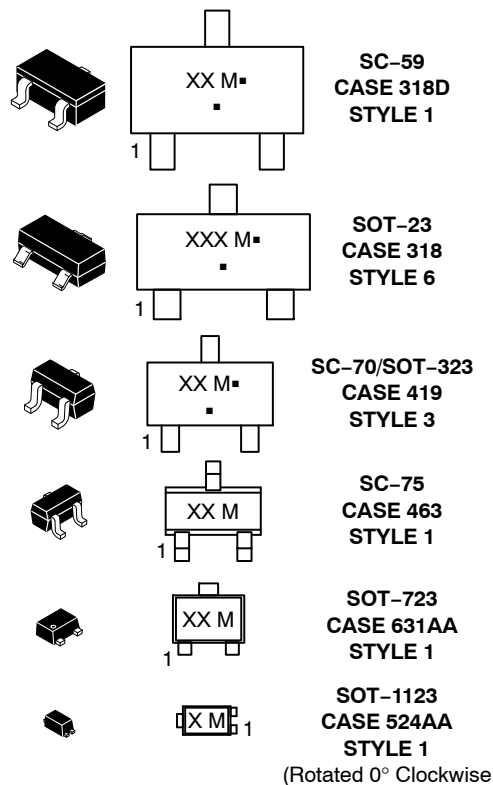 XX M▪
▪
1
SC−59
CASE 318D
STYLE 1
XXX M▪
▪
1
SOT−23
CASE 318
STYLE 6
XX M▪
▪
1
SC−70/SOT−323
CASE 419
STYLE 3
XX M
1
SC−75
CASE 463
STYLE 1
XX M
1
SOT−723
CASE 631AA
STYLE 1
X M
1
SOT−1123
CASE 524AA
STYLE 1
(Rotated 0° Clockwise